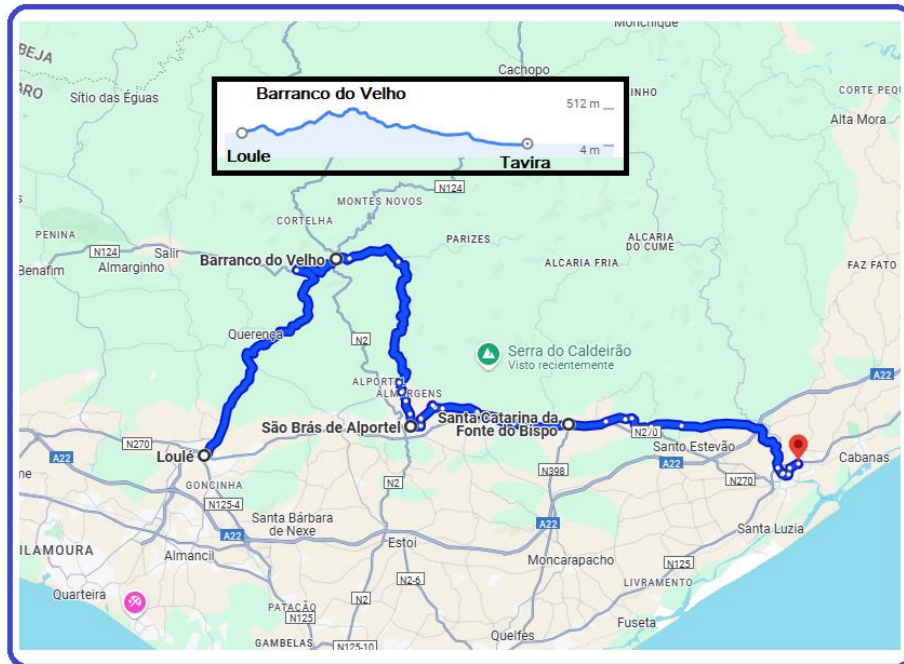 Monchique
BEJA
ARO
Sítio das Éguas
Cachopo
INHO
CORTE PEQU
Alta Mora
Barranco do Velho
512 m
4 m
Loule
Tavira
N124
MONTES NOVOS
CORTELHA
PENINA
N124
Salir
Benafim
Almarginho
Barranco do Velho
PARIZES
ALCARIA
DO CUME
ALCARIA FRIA
FAZ FATO
Querença
N2
Serra do Caldeirão
Visto recientemente
ALPORTEL
ALMARGENS
A22
São Brás de Alportel
Santa Catarina da
Fonte do Bispo
N270
Santo Estevão
Cabanas
N270
Loulé
A22
GONCINHA
N2
N398
A22
N270
N125-4
Santa Bárbara
de Nexe
A22
Estoi
Santa Luzia
ILAMOURA
Almancil
Moncarapacho
N125
Quarteira
N2-6
LIVRAMENTO
PATACÃO
N2
Fuseta
N125
GAMBELAS
N125-10
Quelfes